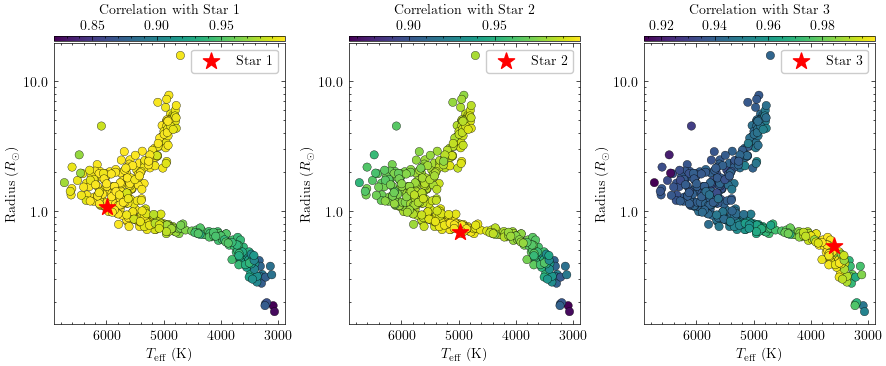 Correlation with Star 1
0.85 0.90 0.95
Star 1
10.0
1.0
Radius (R☉)
6000 5000 4000 3000
Teff (K)
Correlation with Star 2
0.90 0.95
Star 2
10.0
1.0
Radius (R☉)
6000 5000 4000 3000
Teff (K)
Correlation with Star 3
0.92 0.94 0.96 0.98
Star 3
10.0
1.0
Radius (R☉)
6000 5000 4000 3000
Teff (K)